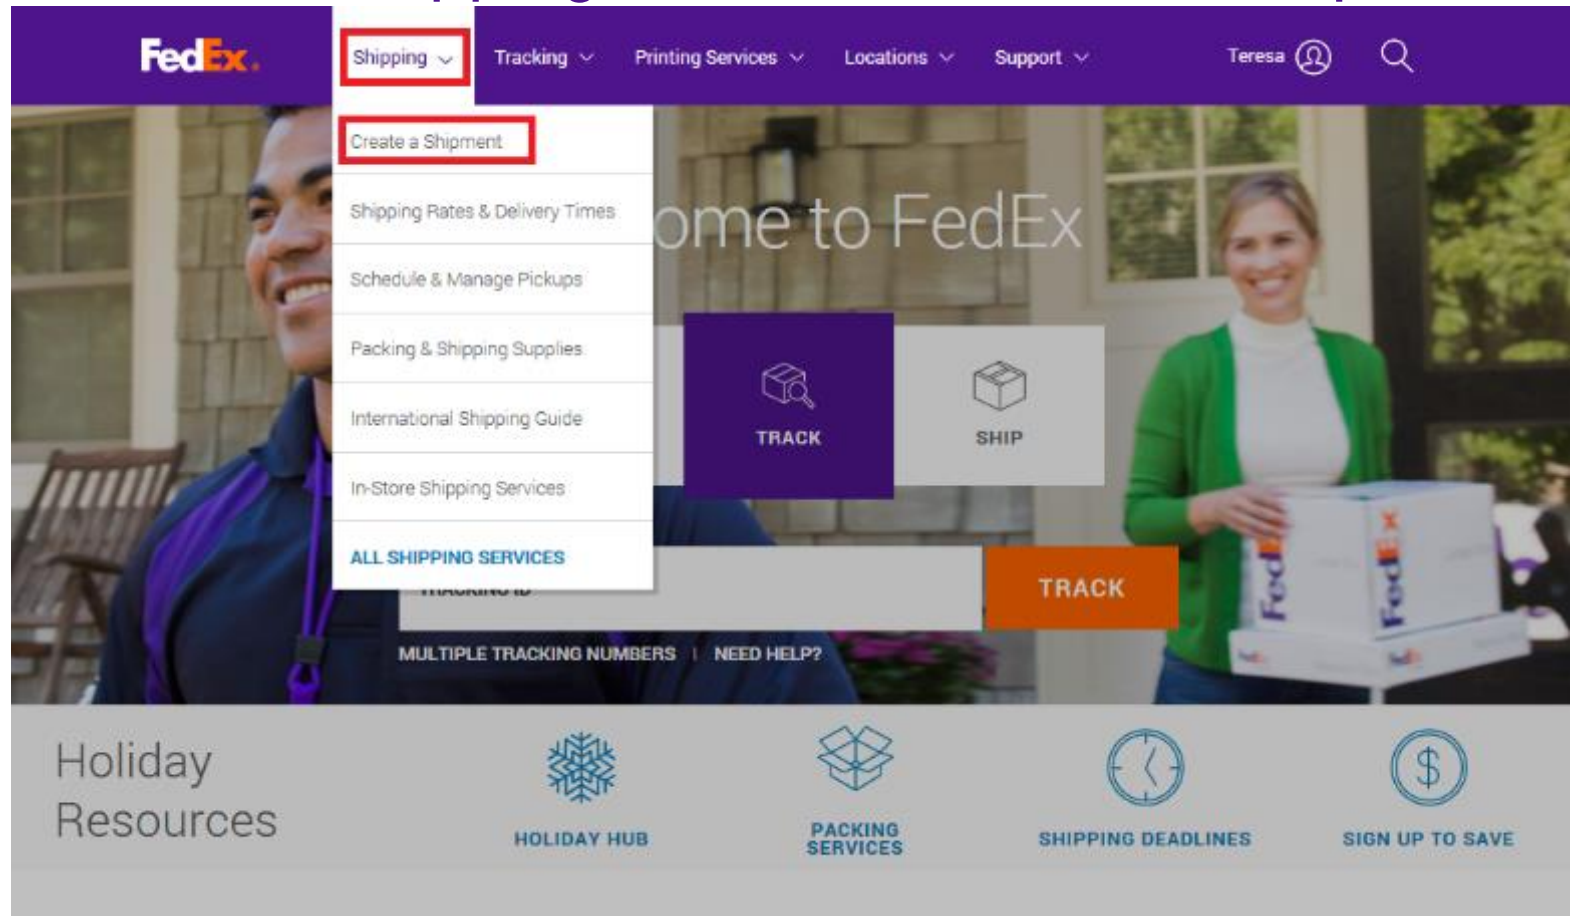 FedEx.
Shipping
Tracking
Printing Services
Locations
Support
Teresa
Create a Shipment
Shipping Rates & Delivery Times
Schedule & Manage Pickups
Packing & Shipping Supplies
International Shipping Guide
In-Store Shipping Services
ALL SHIPPING SERVICES
ome to FedEx
TRACK
SHIP
TRACKING ID
TRACK
MULTIPLE TRACKING NUMBERS | NEED HELP?
FedEx
FedEx
Holiday
Resources
HOLIDAY HUB
PACKING
SERVICES
SHIPPING DEADLINES
SIGN UP TO SAVE